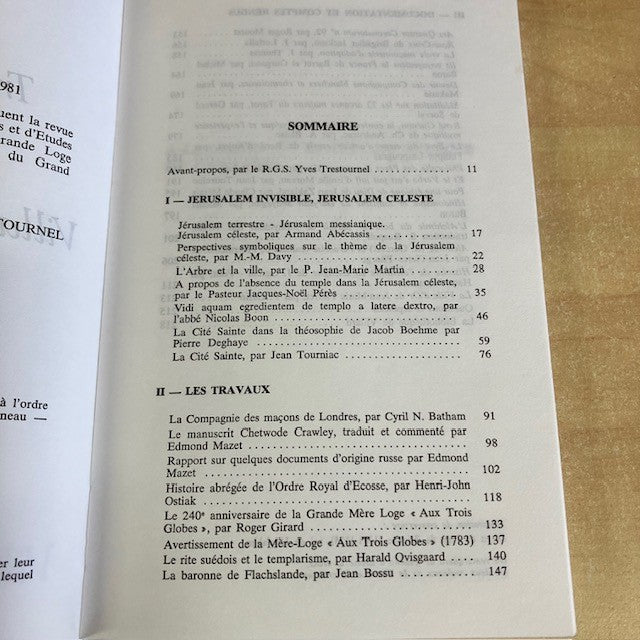 1981
uent la revue
s et d'Etudes
rande Loge
du Grand
TOURNEL
à l'ordre
neau —
er leur
lequel
SOMMAIRE
Avant-propos, par le R.G.S. Yves Trestournel .............. 11
I — JERUSALEM INVISIBLE, JERUSALEM CELESTE
Jérusalem terrestre - Jérusalem messianique.
Jérusalem céleste, par Armand Abécassis .............. 17
Perspectives symboliques sur le thème de la Jérusalem
céleste, par M.-M. Davy .............. 22
L'Arbre et la ville, par le P. Jean-Marie Martin .......... 28
A propos de l'absence du temple dans la Jérusalem céleste,
par le Pasteur Jacques-Noël Pérès .............. 35
Vidi aquam egredientem de templo a latere dextro, par
l'abbé Nicolas Boon .............. 46
La Cité Sainte dans la théosophie de Jacob Boehme par
Pierre Deghaye .............. 59
La Cité Sainte, par Jean Tourniac .............. 76
II — LES TRAVAUX
La Compagnie des maçons de Londres, par Cyril N. Batham 91
Le manuscrit Chetwode Crawley, traduit et commenté par
Edmond Mazet .............. 98
Rapport sur quelques documents d'origine russe par Edmond
Mazet .............. 102
Histoire abrégée de l'Ordre Royal d'Ecosse, par Henri-John
Ostiak .............. 118
Le 240e anniversaire de la Grande Mère Loge « Aux Trois
Globes », par Roger Girard .............. 133
Avertissement de la Mère-Loge « Aux Trois Globes » (1783) 137
Le rite suédois et le templarisme, par Harald Qvisgaard .... 140
La baronne de Flachslande, par Jean Bossu .............. 147